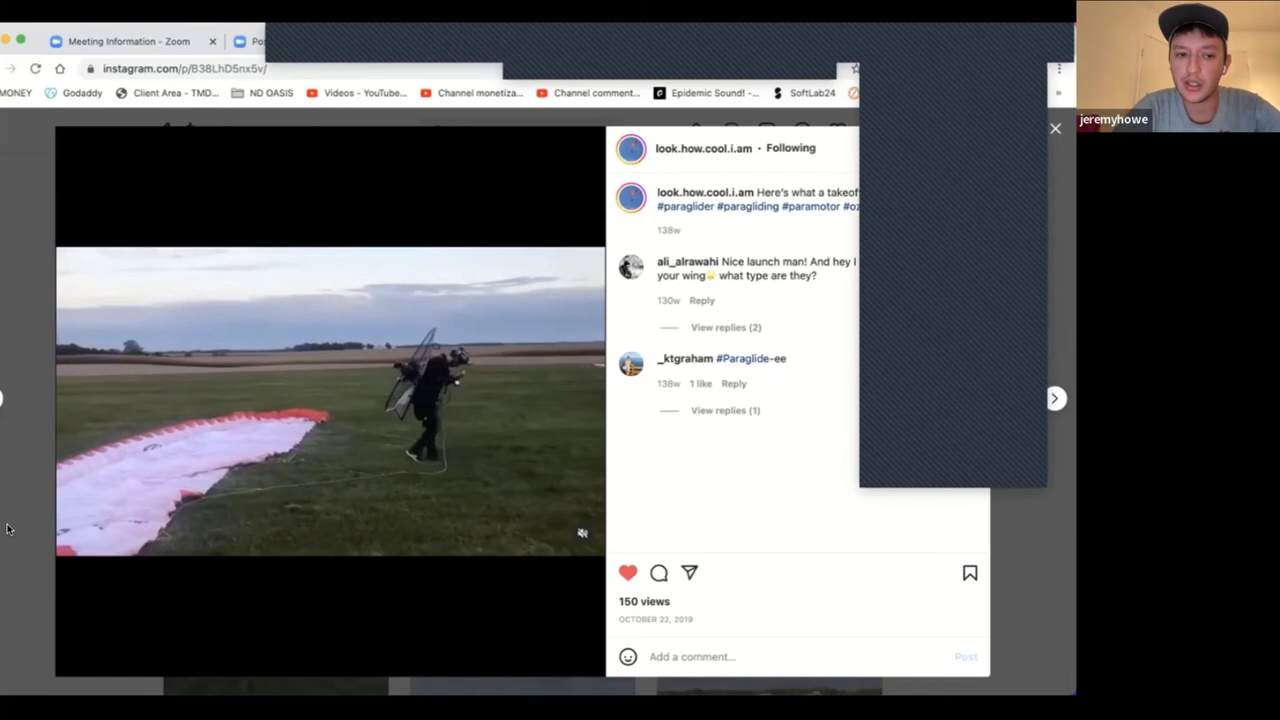 Meeting Information - Zoom
Po
instagram.com/p/B38LhD5nx5v/
MONEY
Godaddy
Client Area - TMD...
ND OASIS
Videos - YouTube...
Channel monetiza...
Channel comment...
Epidemic Sound! -...
SoftLab24
»
jeremyhowe
look.how.cool.i.am • Following
look.how.cool.i.am Here's what a takeof
#paraglider #paragliding #paramotor #oz
138w
ali_alrawahi Nice launch man! And hey I
your wing what type are they?
130w Reply
View replies (2)
_ktgraham #Paraglide-ee
138w 1 like Reply
View replies (1)
150 views
OCTOBER 22, 2019
Add a comment...
Post